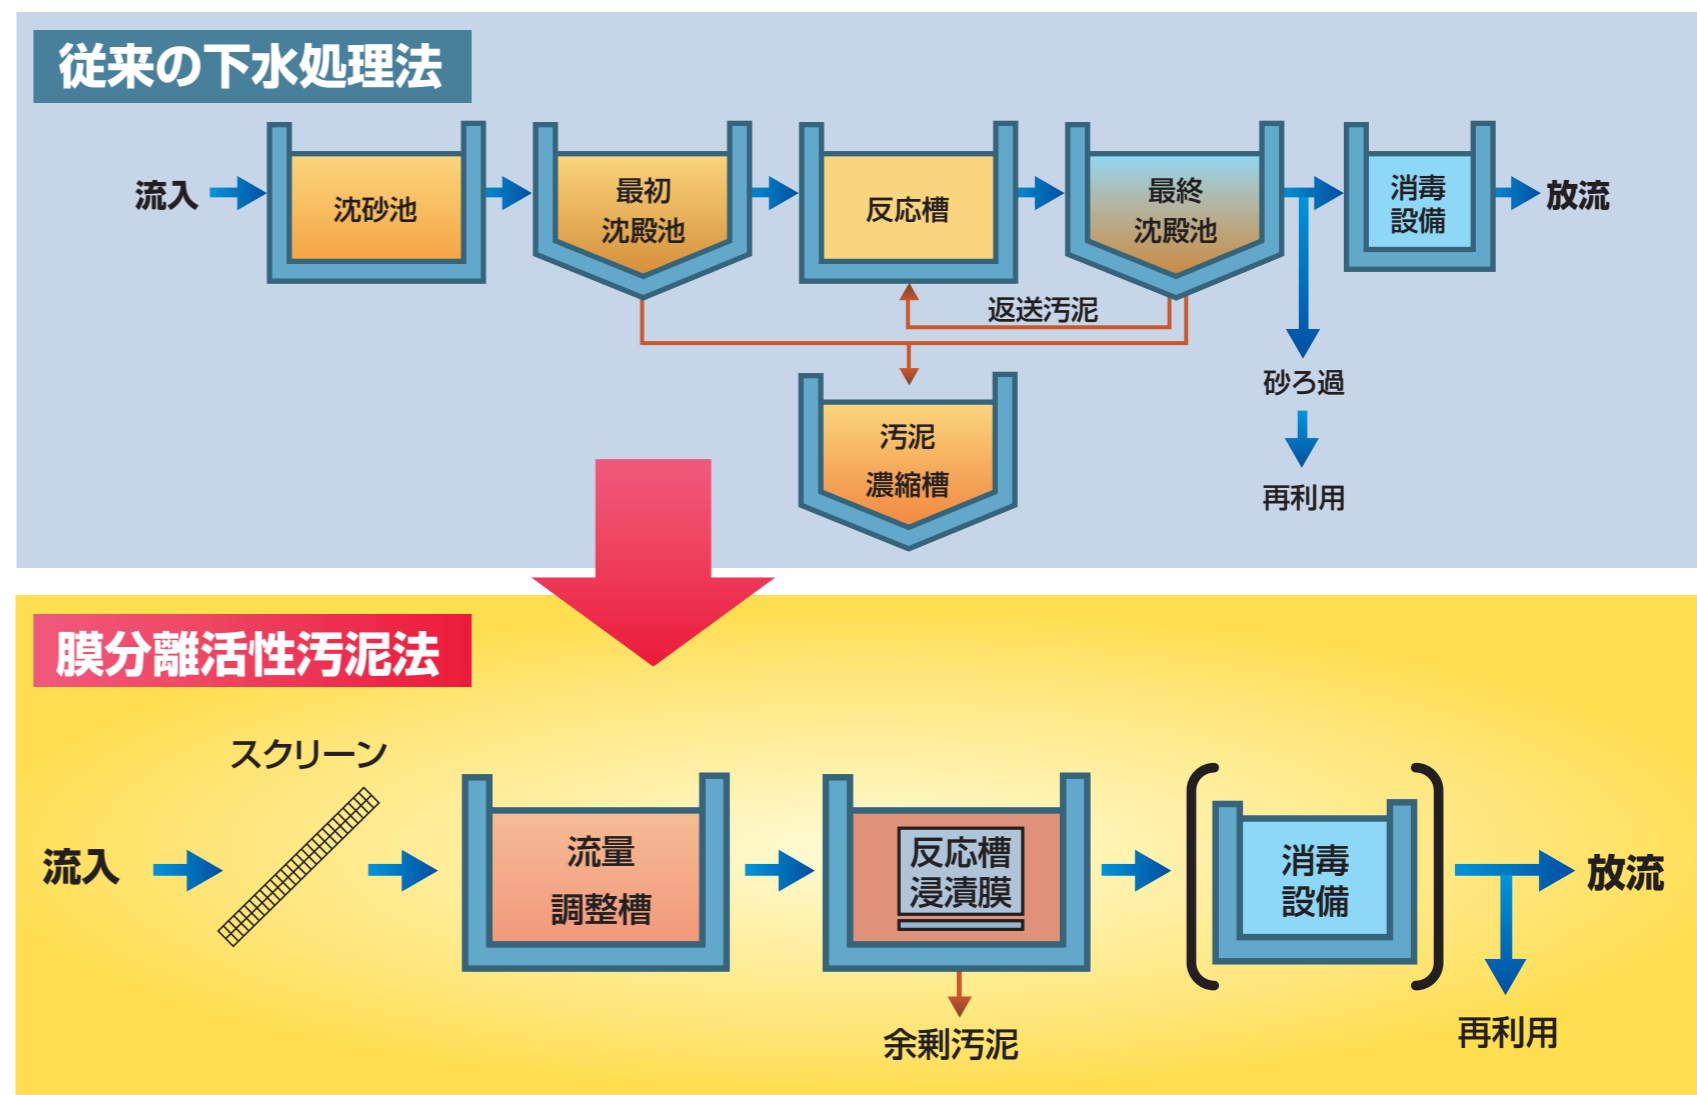 従来の下水処理法
流入
沈砂池
最初
沈殿池
反応槽
最終
沈殿池
消毒
設備
放流
返送汚泥
砂ろ過
再利用
汚泥
濃縮槽
膜分離活性汚泥法
スクリーン
流入
流量
調整槽
反応槽
浸漬膜
消毒
設備
放流
余剰汚泥
再利用